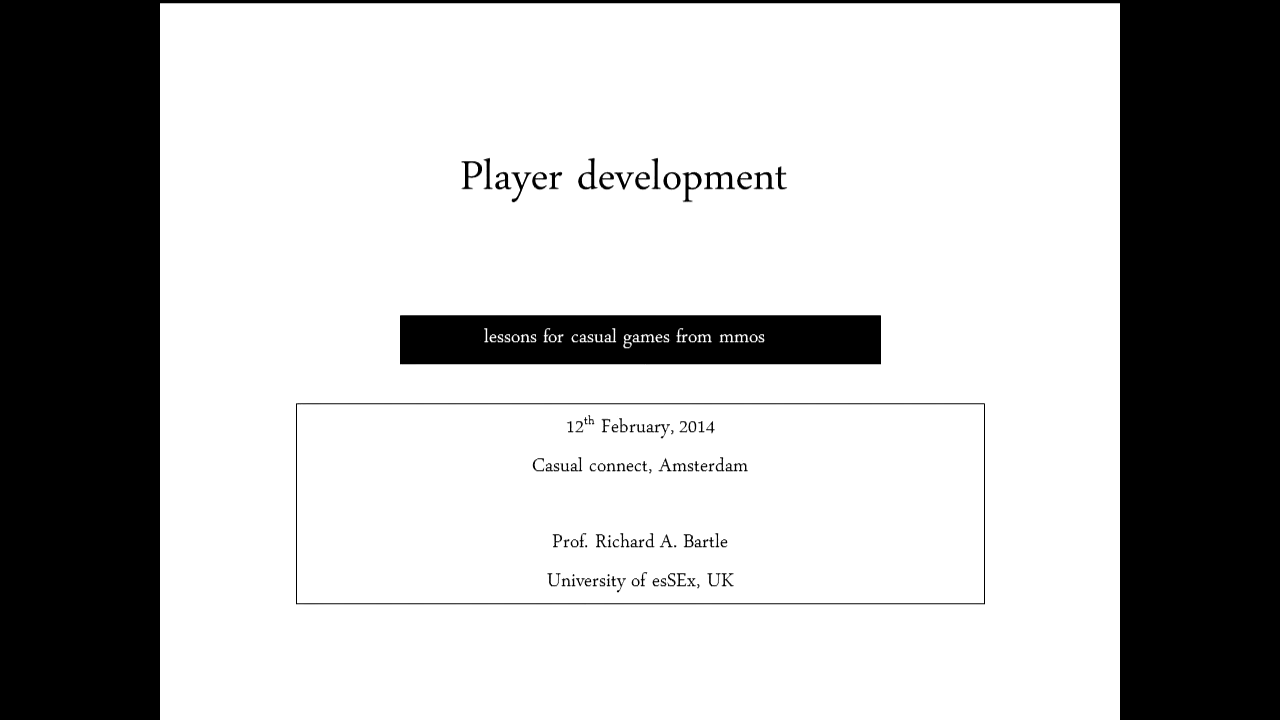 Player development
lessons for casual games from mmos
12th February, 2014
Casual connect, Amsterdam
Prof. Richard A. Bartle
University of esSEx, UK